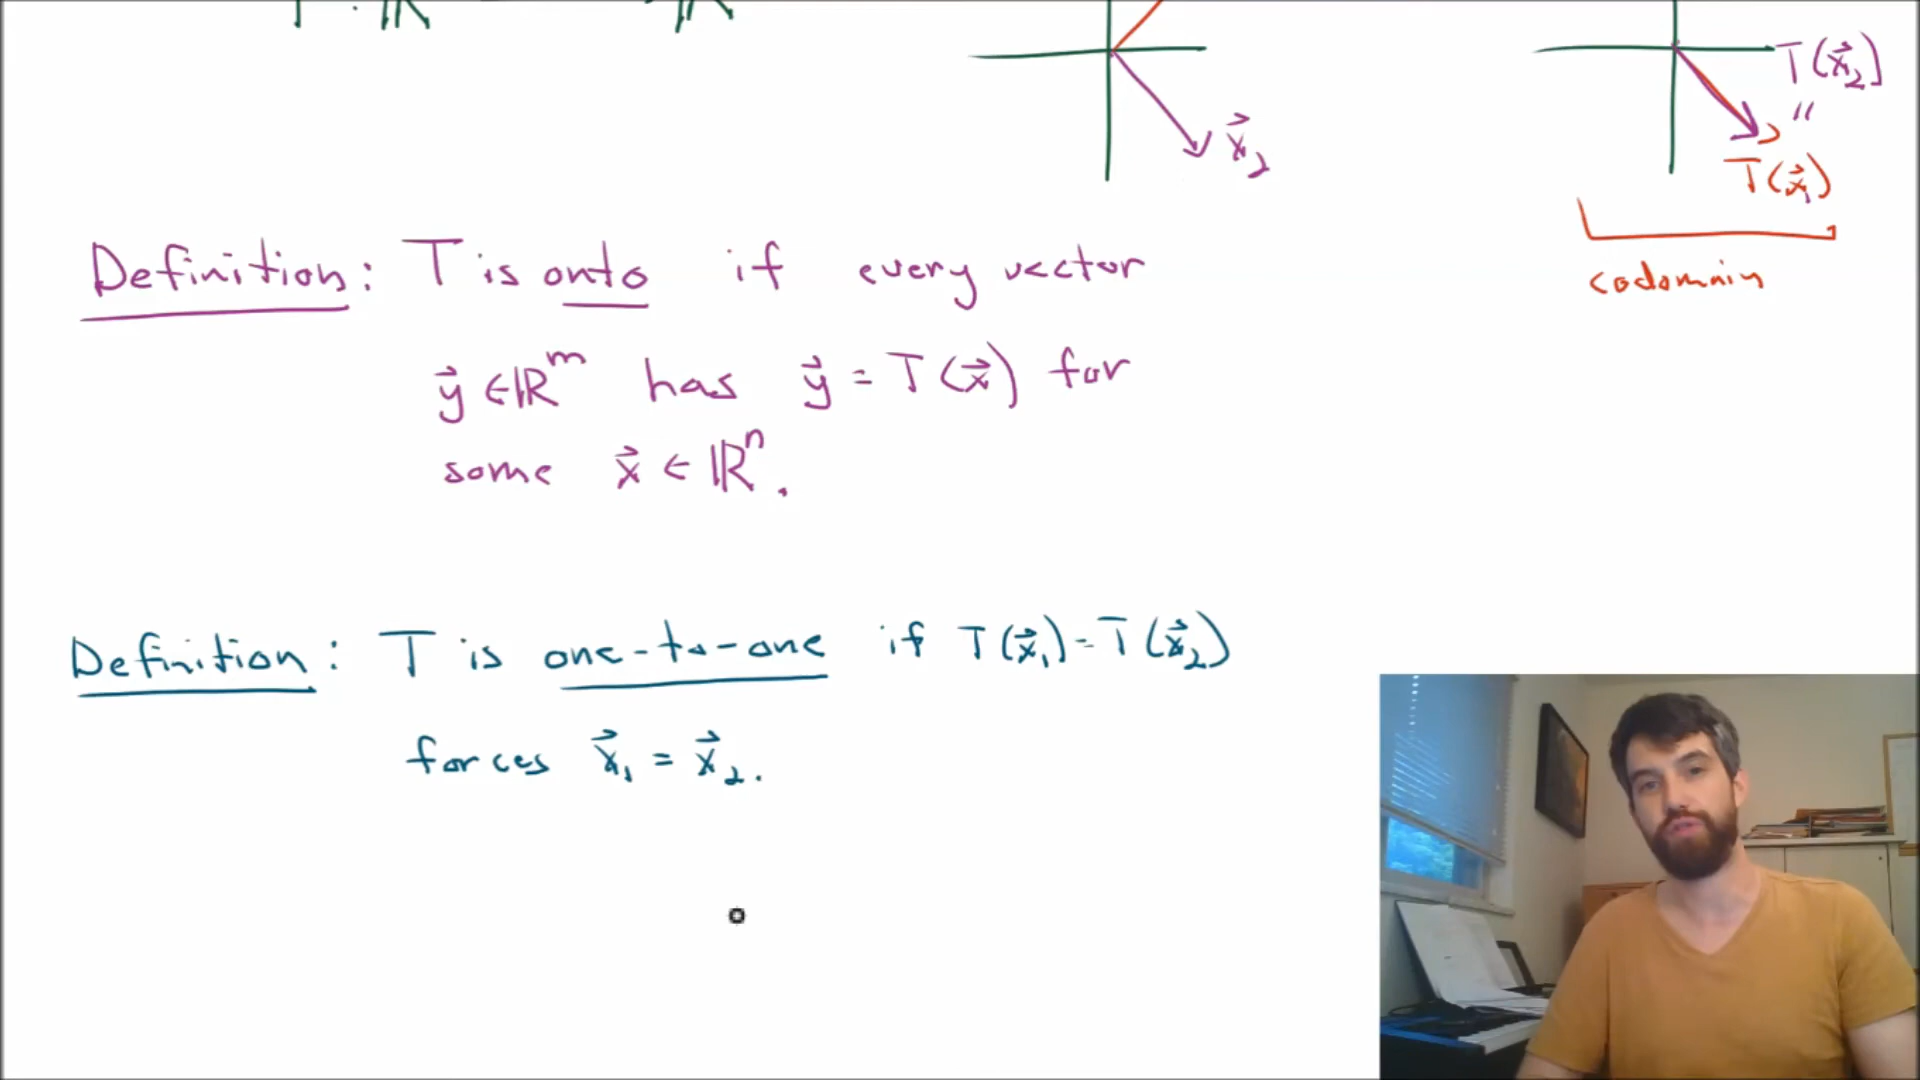 T : ℝ ℝ
x⃗₂
T(x⃗₂)
"
T(x⃗₁)
codomain
Definition: T is onto if every vector
y⃗ ∈ ℝᵐ has y⃗ = T(x⃗) for
some x⃗ ∈ ℝⁿ.
Definition: T is one-to-one if T(x⃗₁) = T(x⃗₂)
forces x⃗₁ = x⃗₂.